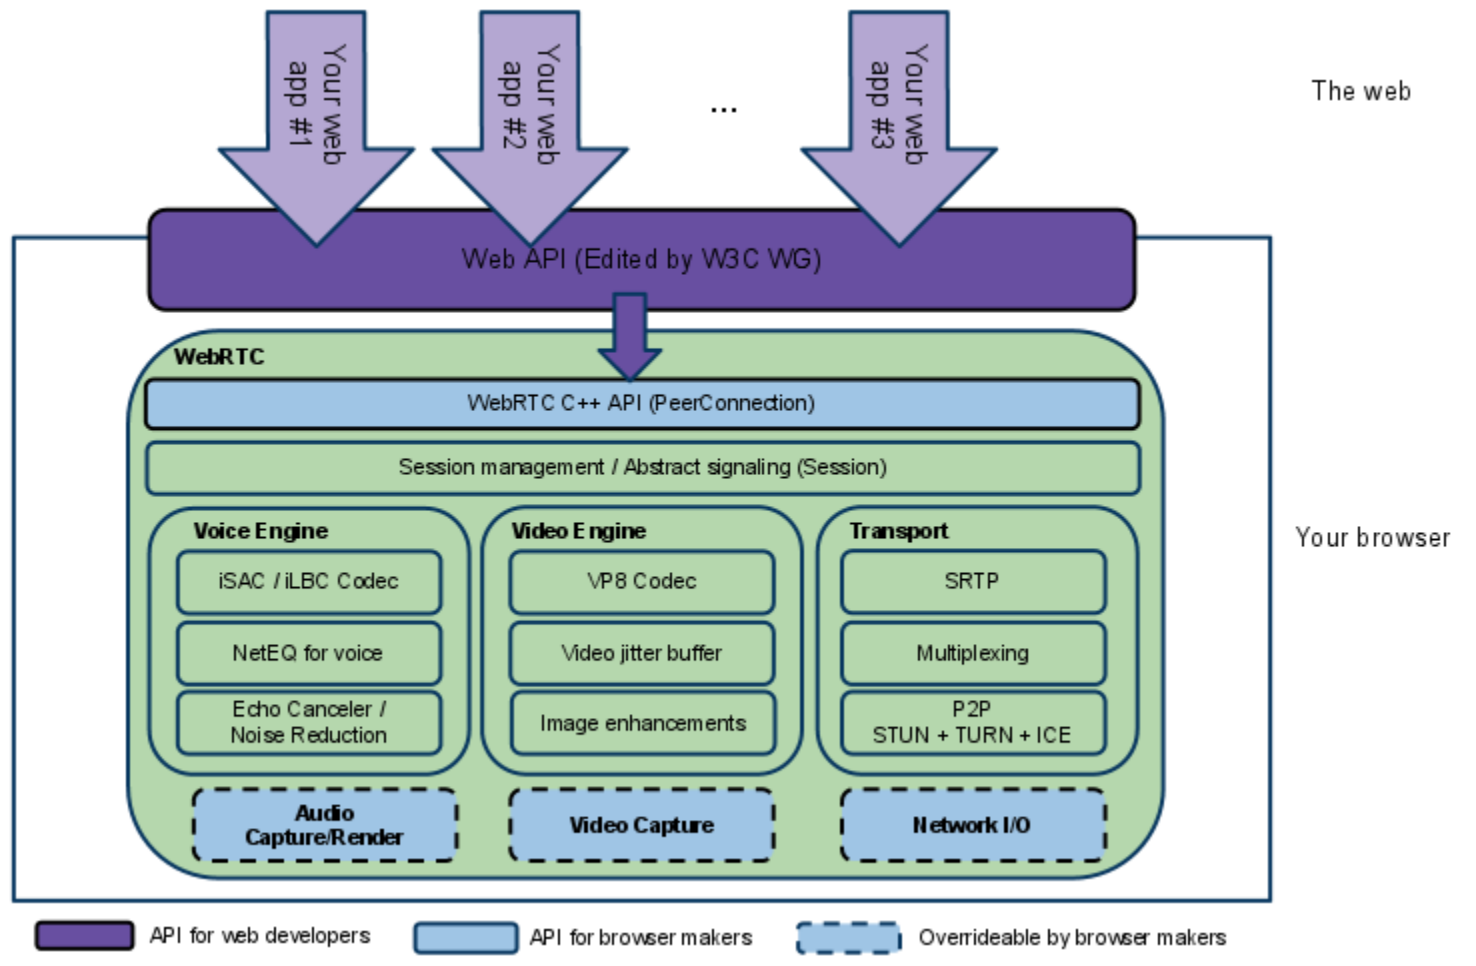 Your web
app #1
Your web
app #2
...
Your web
app #3
The web
Web API (Edited by W3C WG)
WebRTC
WebRTC C++ API (PeerConnection)
Session management / Abstract signaling (Session)
Your browser
Voice Engine
iSAC / iLBC Codec
NetEQ for voice
Echo Canceler /
Noise Reduction
Video Engine
VP8 Codec
Video jitter buffer
Image enhancements
Transport
SRTP
Multiplexing
P2P
STUN + TURN + ICE
Audio
Capture/Render
Video Capture
Network I/O
API for web developers
API for browser makers
Overrideable by browser makers